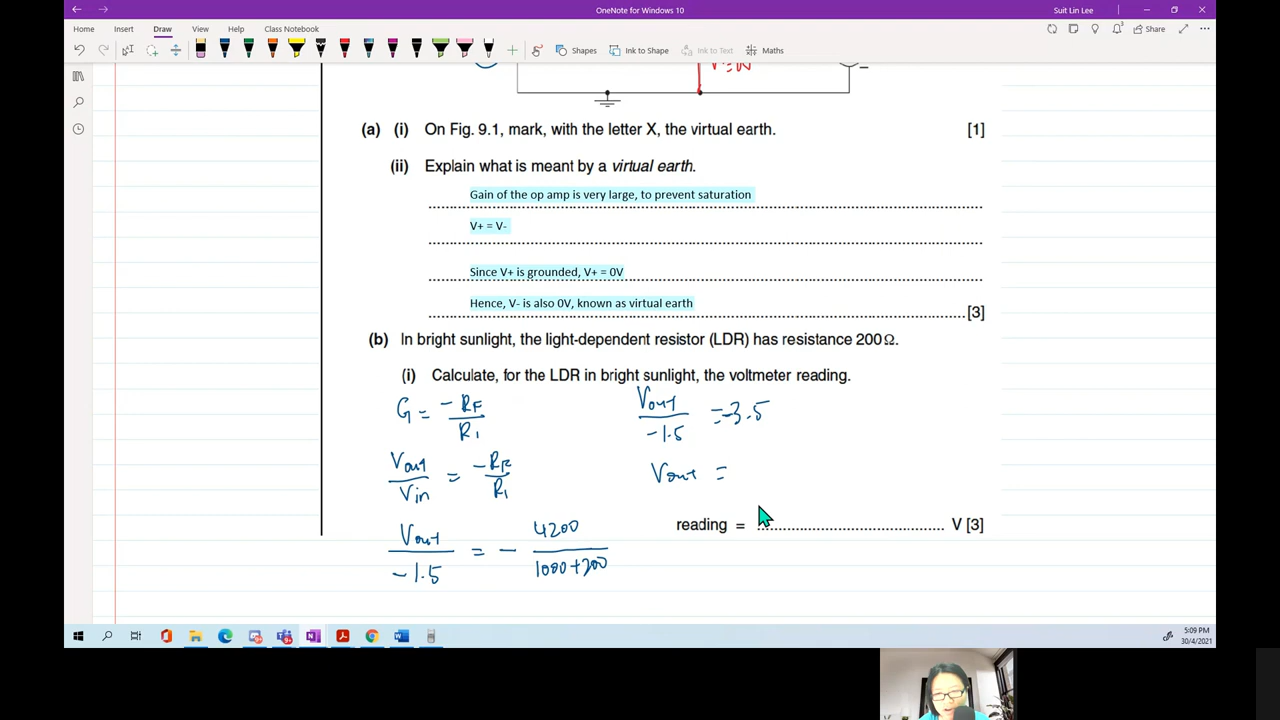 OneNote for Windows 10
Suit Lin Lee
Home Insert Draw View Help Class Notebook
Share
Shapes Ink to Shape Ink to Text Maths
(a) (i) On Fig. 9.1, mark, with the letter X, the virtual earth. [1]
(ii) Explain what is meant by a virtual earth.
Gain of the op amp is very large, to prevent saturation
V+ = V-
Since V+ is grounded, V+ = 0V
Hence, V- is also 0V, known as virtual earth
[3]
(b) In bright sunlight, the light-dependent resistor (LDR) has resistance 200Ω.
(i) Calculate, for the LDR in bright sunlight, the voltmeter reading.
G = -RF / R1
Vout / Vin = -RF / R1
Vout / -1.5 = - 4200 / 1000+200
Vout / -1.5 = -3.5
Vout =
reading = .......................................... V [3]
5:09 PM
30/4/2021